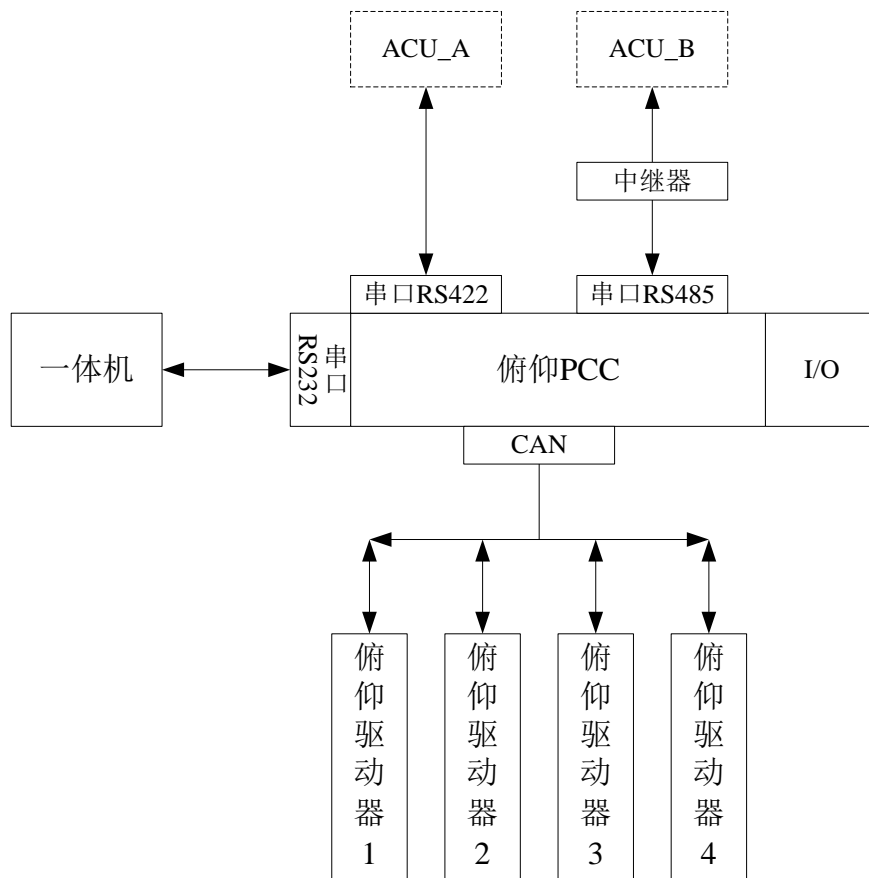 ACU_A
ACU_B
中继器
串口RS422
串口RS485
一体机
串口
RS232
俯仰PCC
I/O
CAN
俯仰驱动器1
俯仰驱动器2
俯仰驱动器3
俯仰驱动器4